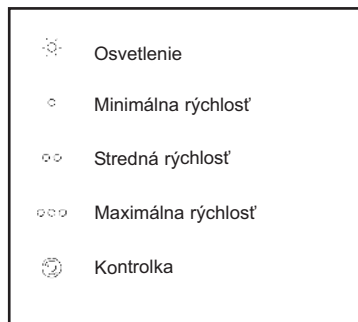 Osvetlenie
Minimálna rýchlosť
Stredná rýchlosť
Maximálna rýchlosť
Kontrolka